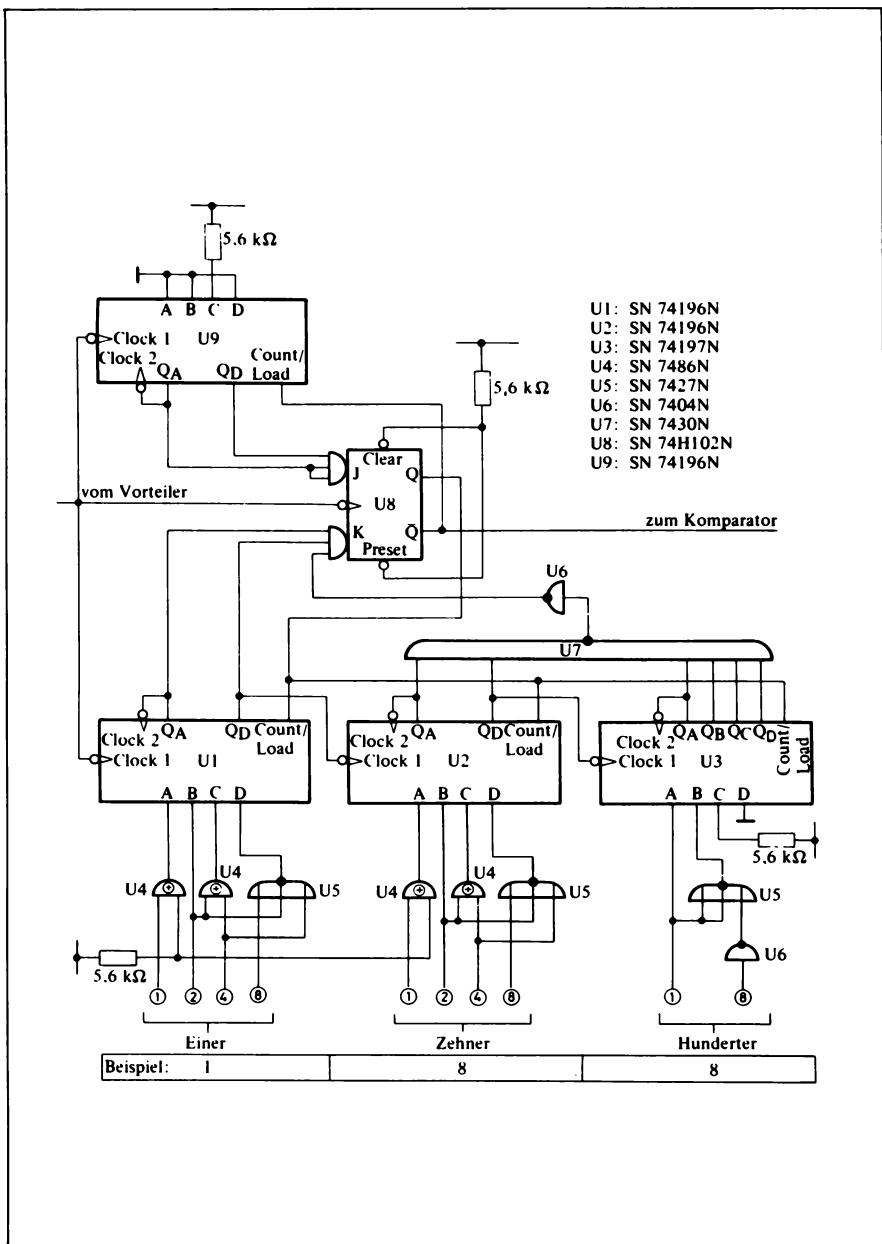 5.6 kΩ
A B C D
Clock 1 U9 Count/
Clock 2 QA QD Load
U1: SN 74196N
U2: SN 74196N
U3: SN 74197N
U4: SN 7486N
U5: SN 7427N
U6: SN 7404N
U7: SN 7430N
U8: SN 74H102N
U9: SN 74196N
5,6 kΩ
Clear
J Q
vom Vorteiler
U8
zum Komparator
K Q̄
Preset
U6
U7
QA QD Count/
Clock 2 Load
Clock 1 U1
A B C D
QA QD Count/
Clock 2 Load
Clock 1 U2
A B C D
QA QB QC QD Count/
Clock 2 Load
Clock 1 U3
A B C D
5.6 kΩ
U4 U4 U5
U4 U4 U5
U5
U6
5.6 kΩ
1 2 4 8
1 2 4 8
1 8
Einer Zehner Hunderter
Beispiel: 1 8 8